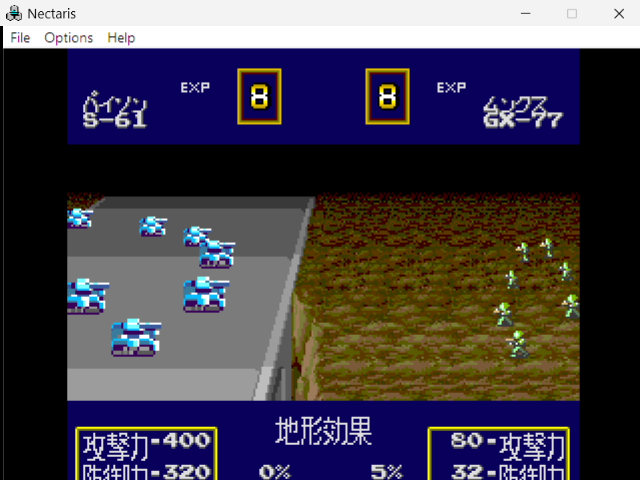 Nectaris
File Options Help
バイソン EXP 8 8 EXP ムンクス
S-61 GX-77
地形効果
攻撃力-400 80-攻撃力
防御力-320 0% 5% 32-防御力